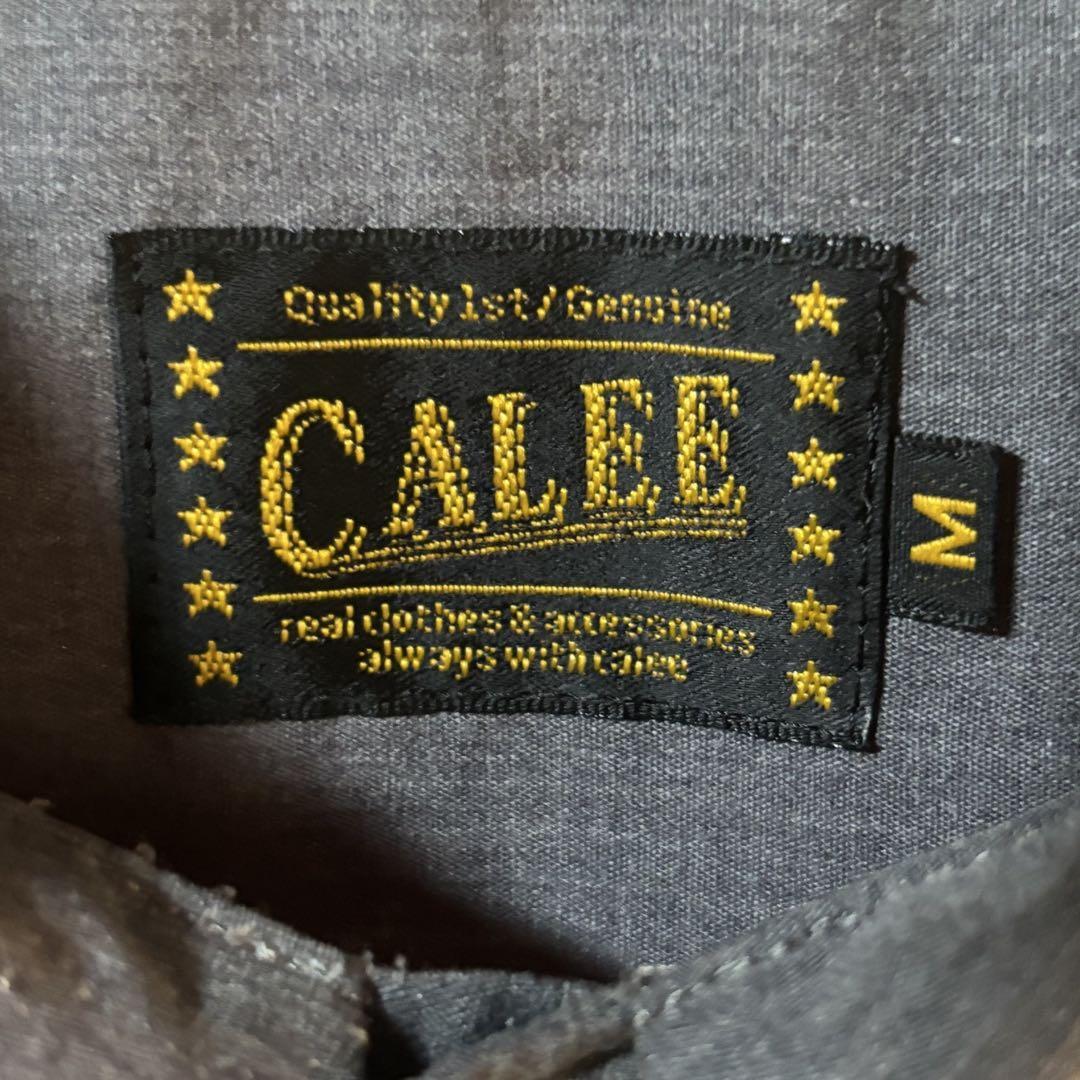 Quality 1st/Genuine
CALEE
real clothes & accessories
always with calee
M